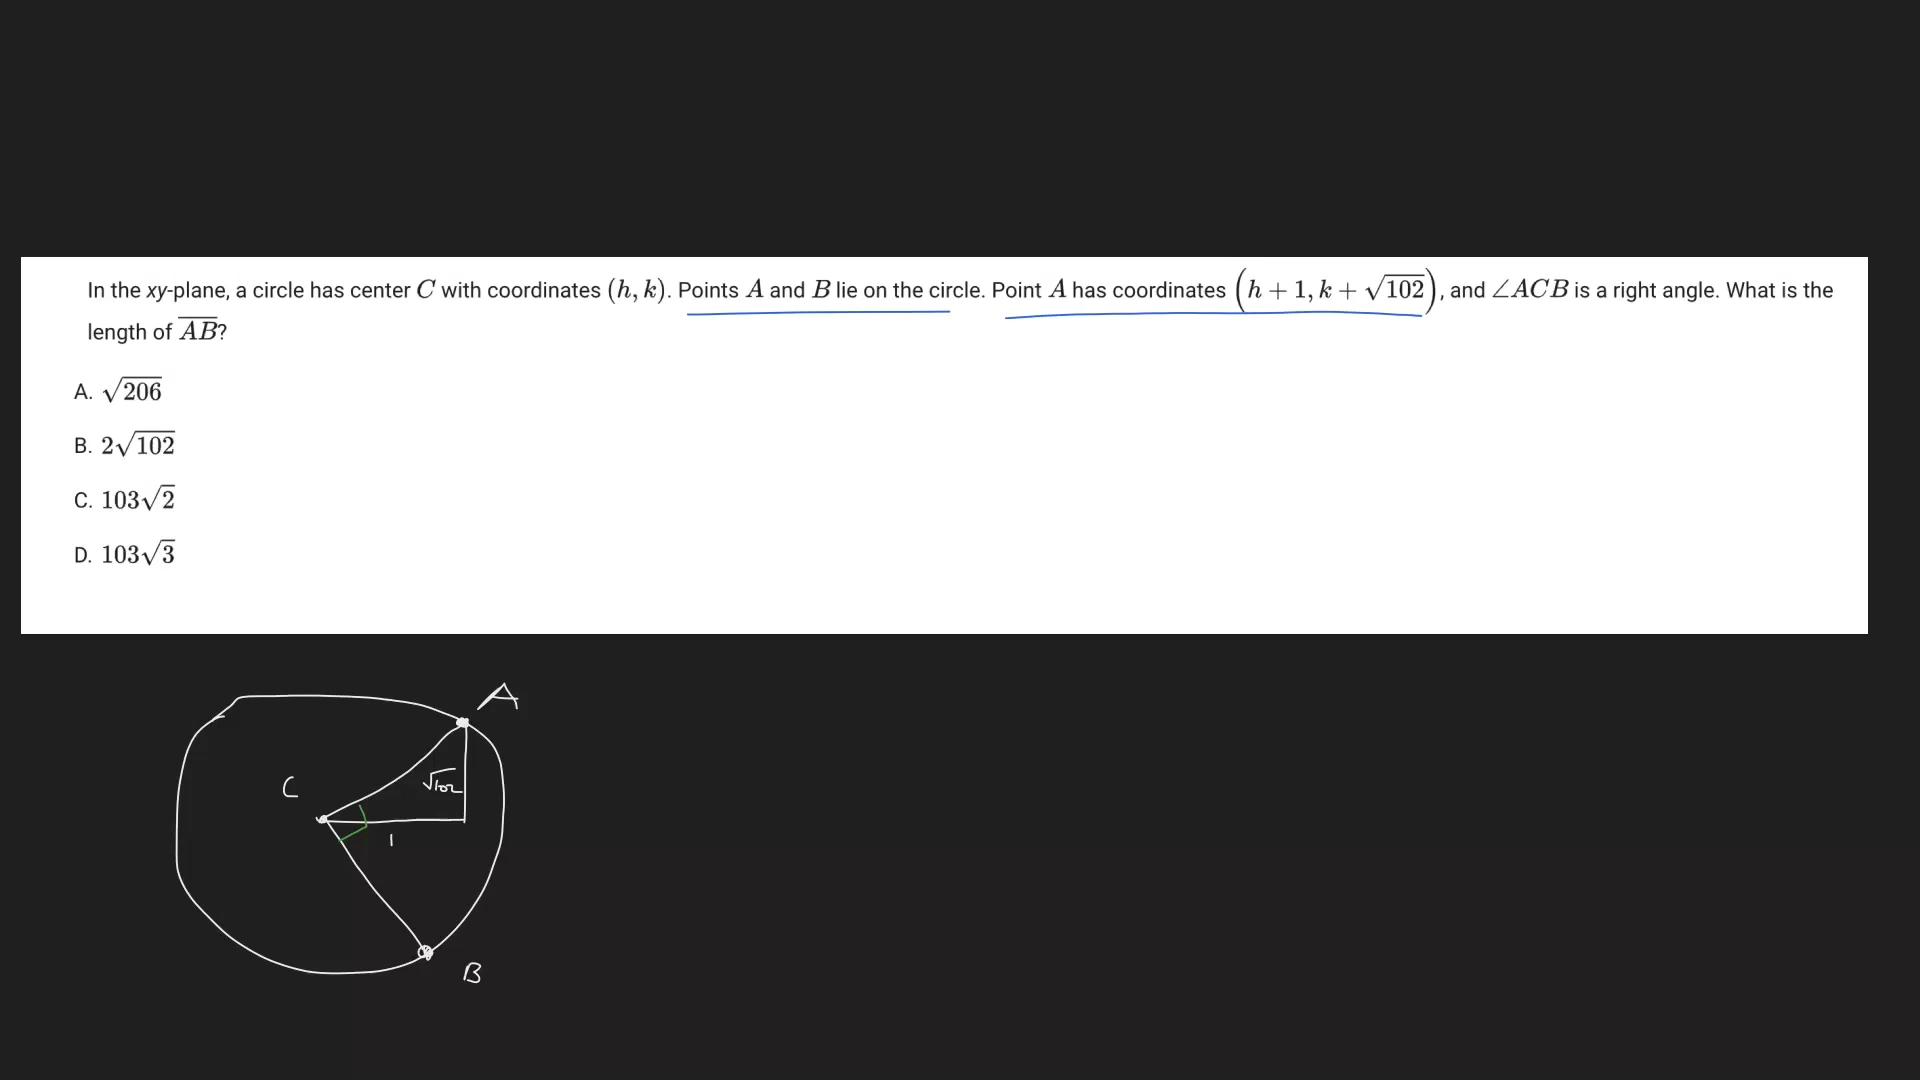 In the xy-plane, a circle has center C with coordinates (h, k). Points A and B lie on the circle. Point A has coordinates (h + 1, k + √102), and ∠ACB is a right angle. What is the
length of A̅B̅?
A. √206
B. 2√102
C. 103√2
D. 103√3
A
√102
C
1
B